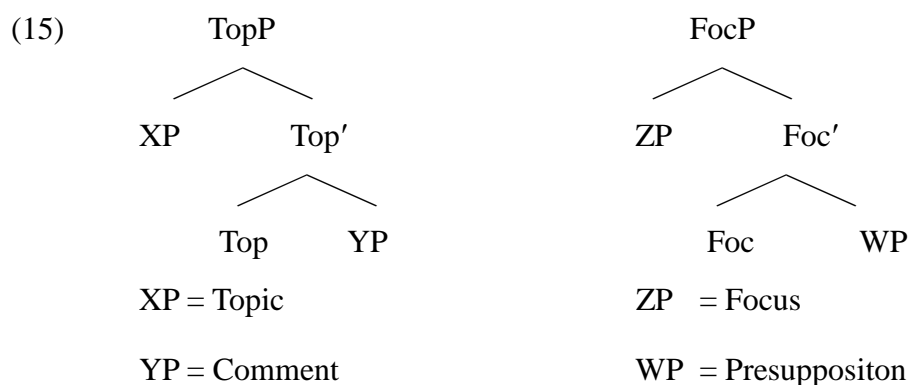 (15) TopP FocP
XP Top′ ZP Foc′
Top YP Foc WP
XP = Topic ZP = Focus
YP = Comment WP = Presuppositon